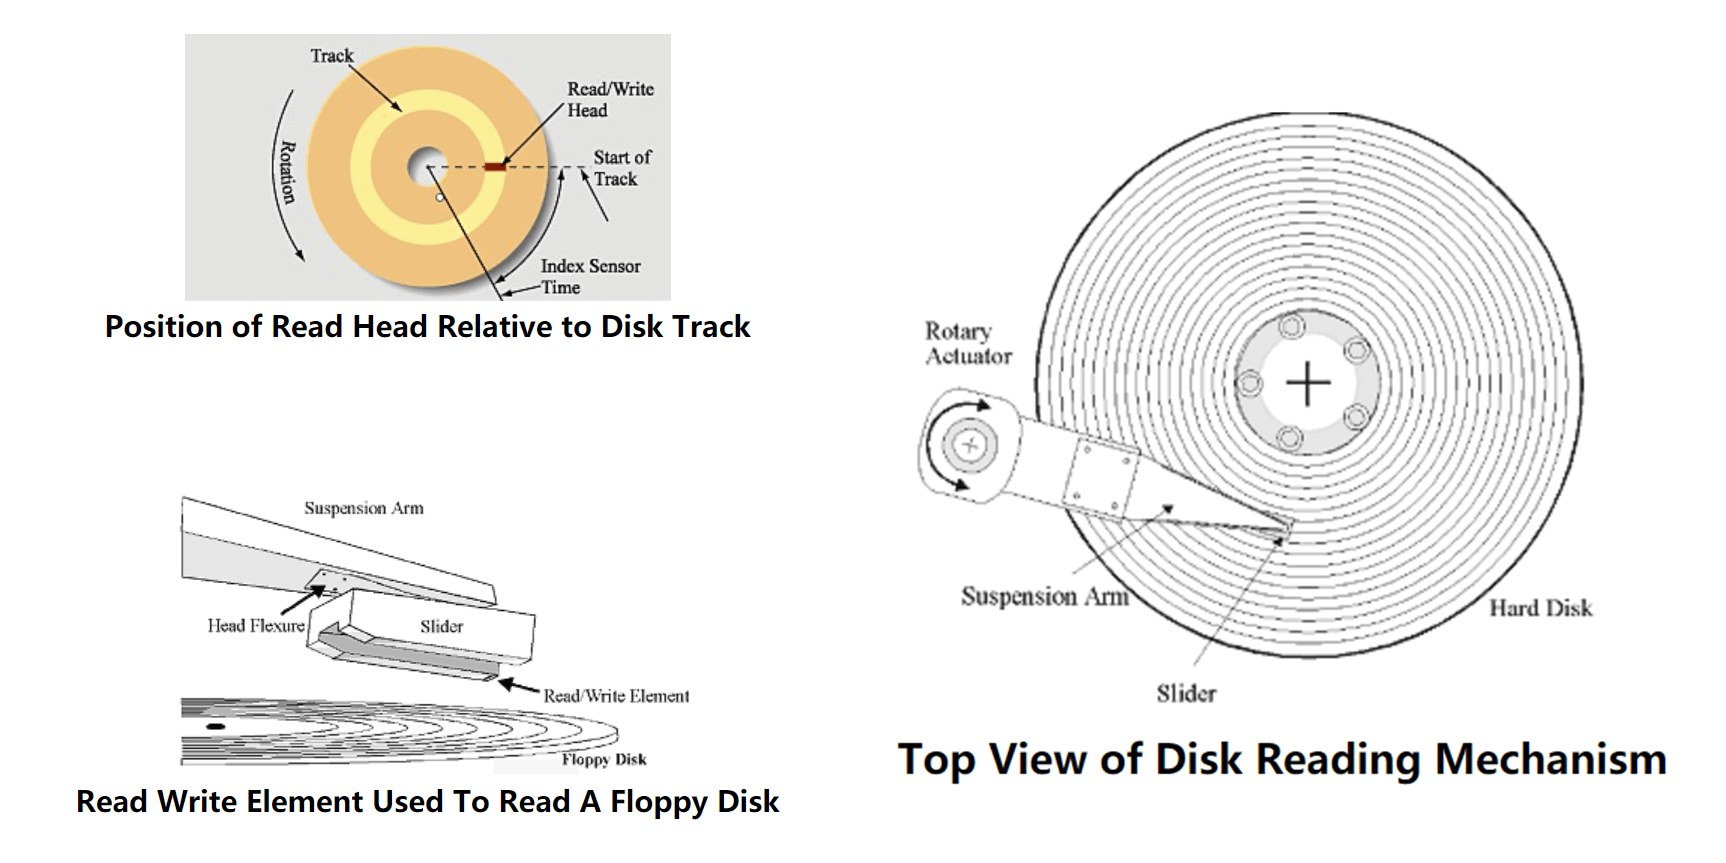 Track
Read/Write
Head
Rotation
Start of
Track
Index Sensor
Time
Position of Read Head Relative to Disk Track
Suspension Arm
Head Flexure
Slider
Read/Write Element
Floppy Disk
Read Write Element Used To Read A Floppy Disk
Rotary
Actuator
Suspension Arm
Hard Disk
Slider
Top View of Disk Reading Mechanism